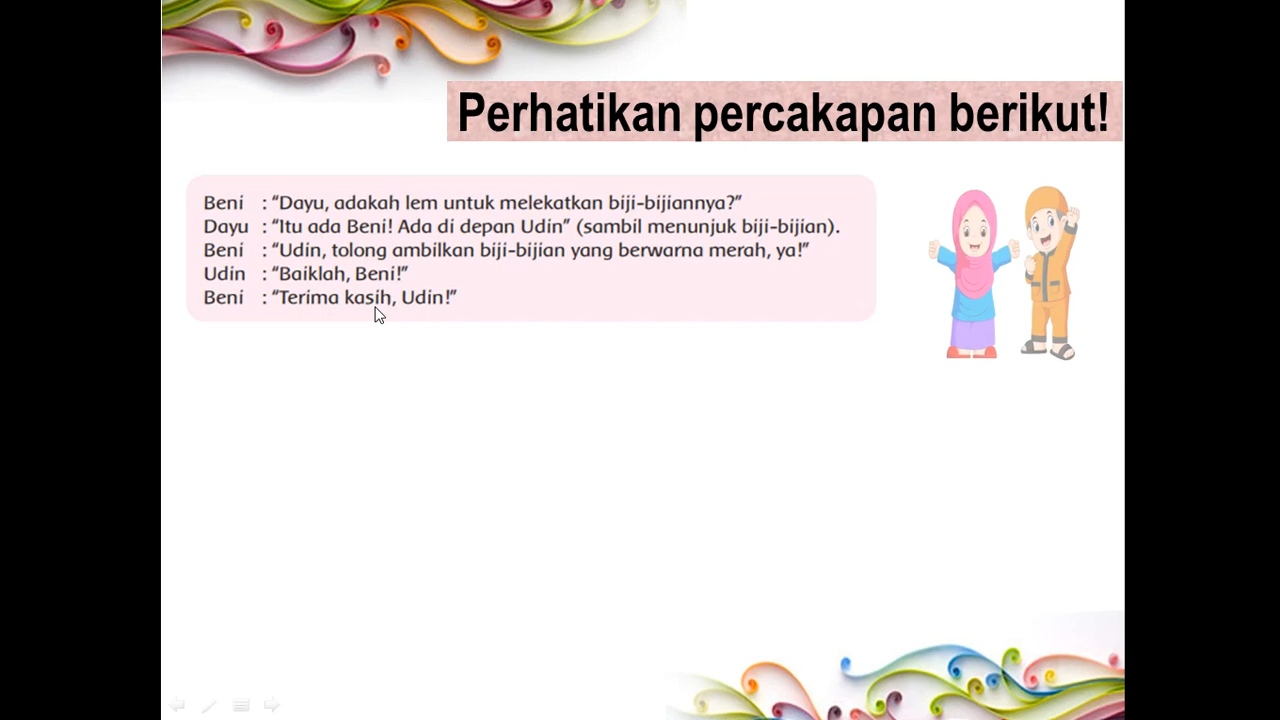 Perhatikan percakapan berikut!
Beni : “Dayu, adakah lem untuk melekatkan biji-bijiannya?”
Dayu : “Itu ada Beni! Ada di depan Udin” (sambil menunjuk biji-bijian).
Beni : “Udin, tolong ambilkan biji-bijian yang berwarna merah, ya!”
Udin : “Baiklah, Beni!”
Beni : “Terima kasih, Udin!”